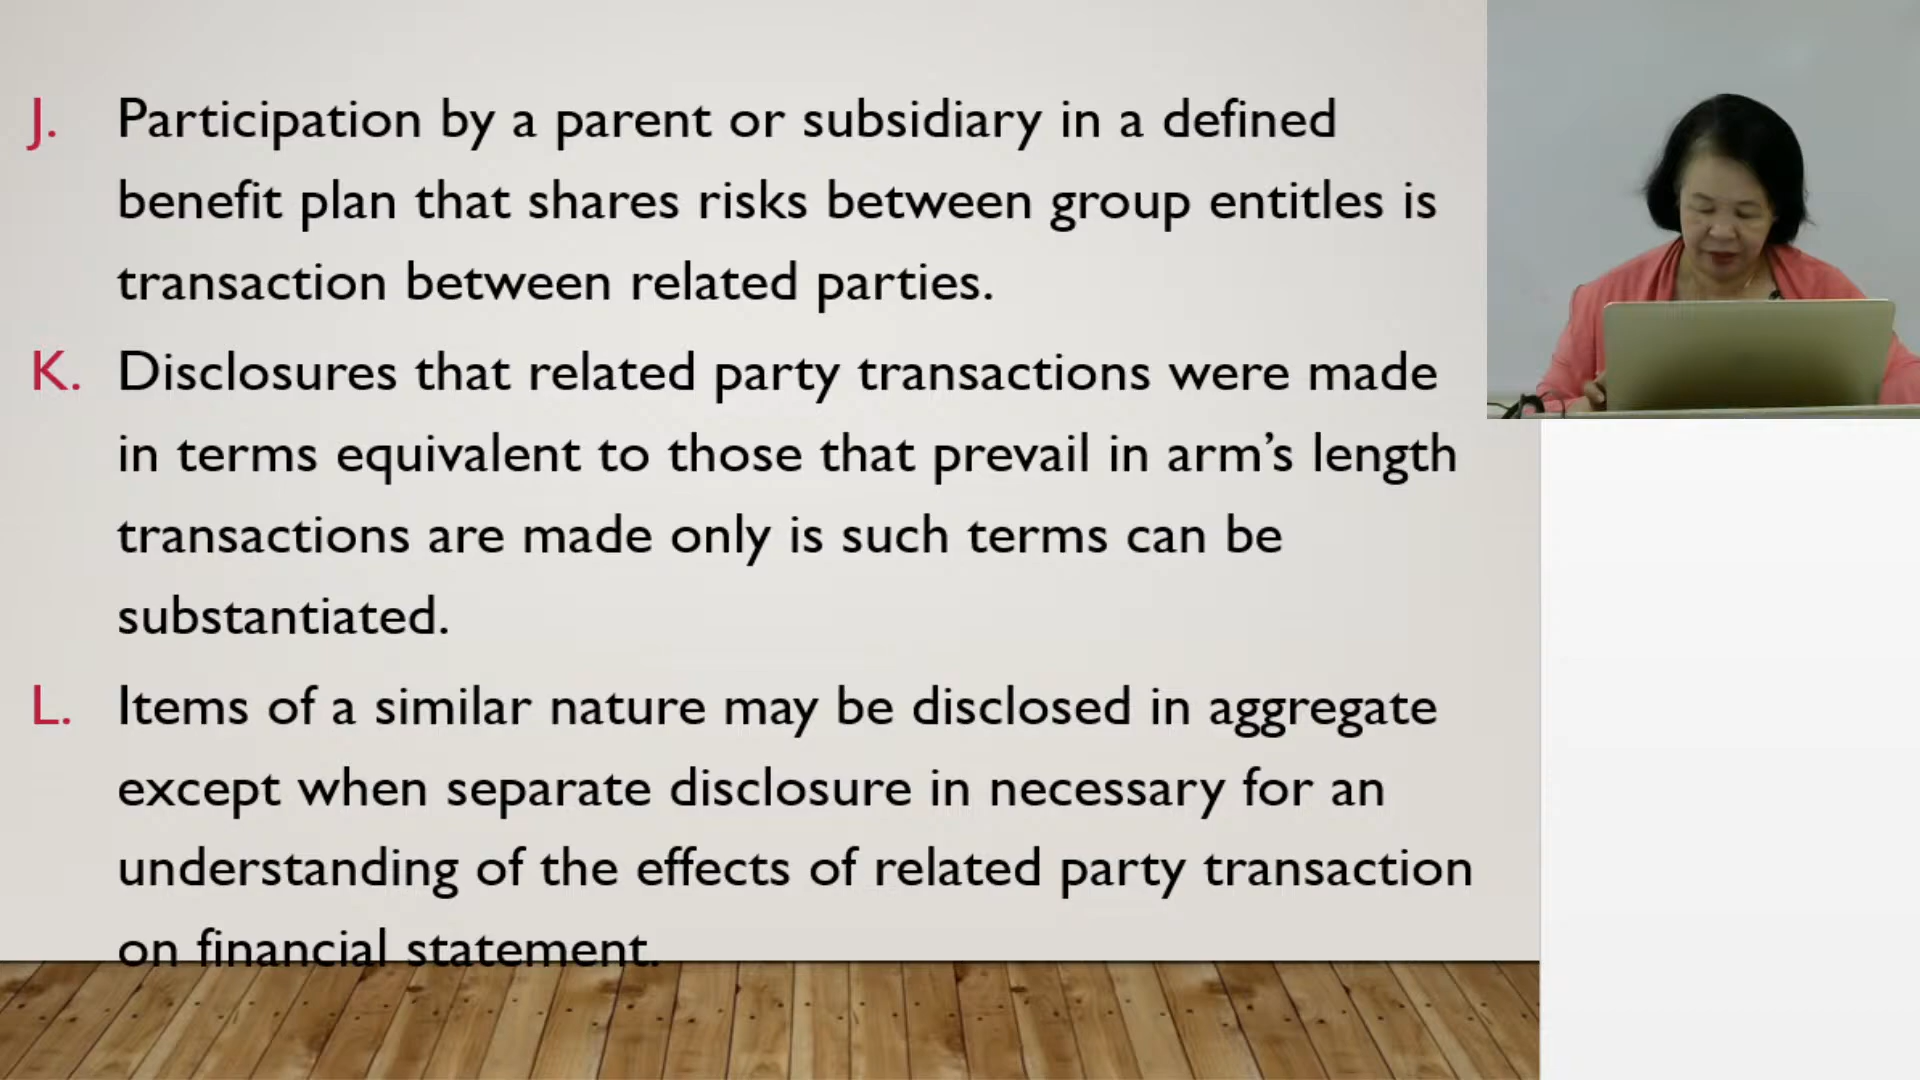 J. Participation by a parent or subsidiary in a defined
benefit plan that shares risks between group entitles is
transaction between related parties.
K. Disclosures that related party transactions were made
in terms equivalent to those that prevail in arm’s length
transactions are made only is such terms can be
substantiated.
L. Items of a similar nature may be disclosed in aggregate
except when separate disclosure in necessary for an
understanding of the effects of related party transaction
on financial statement.